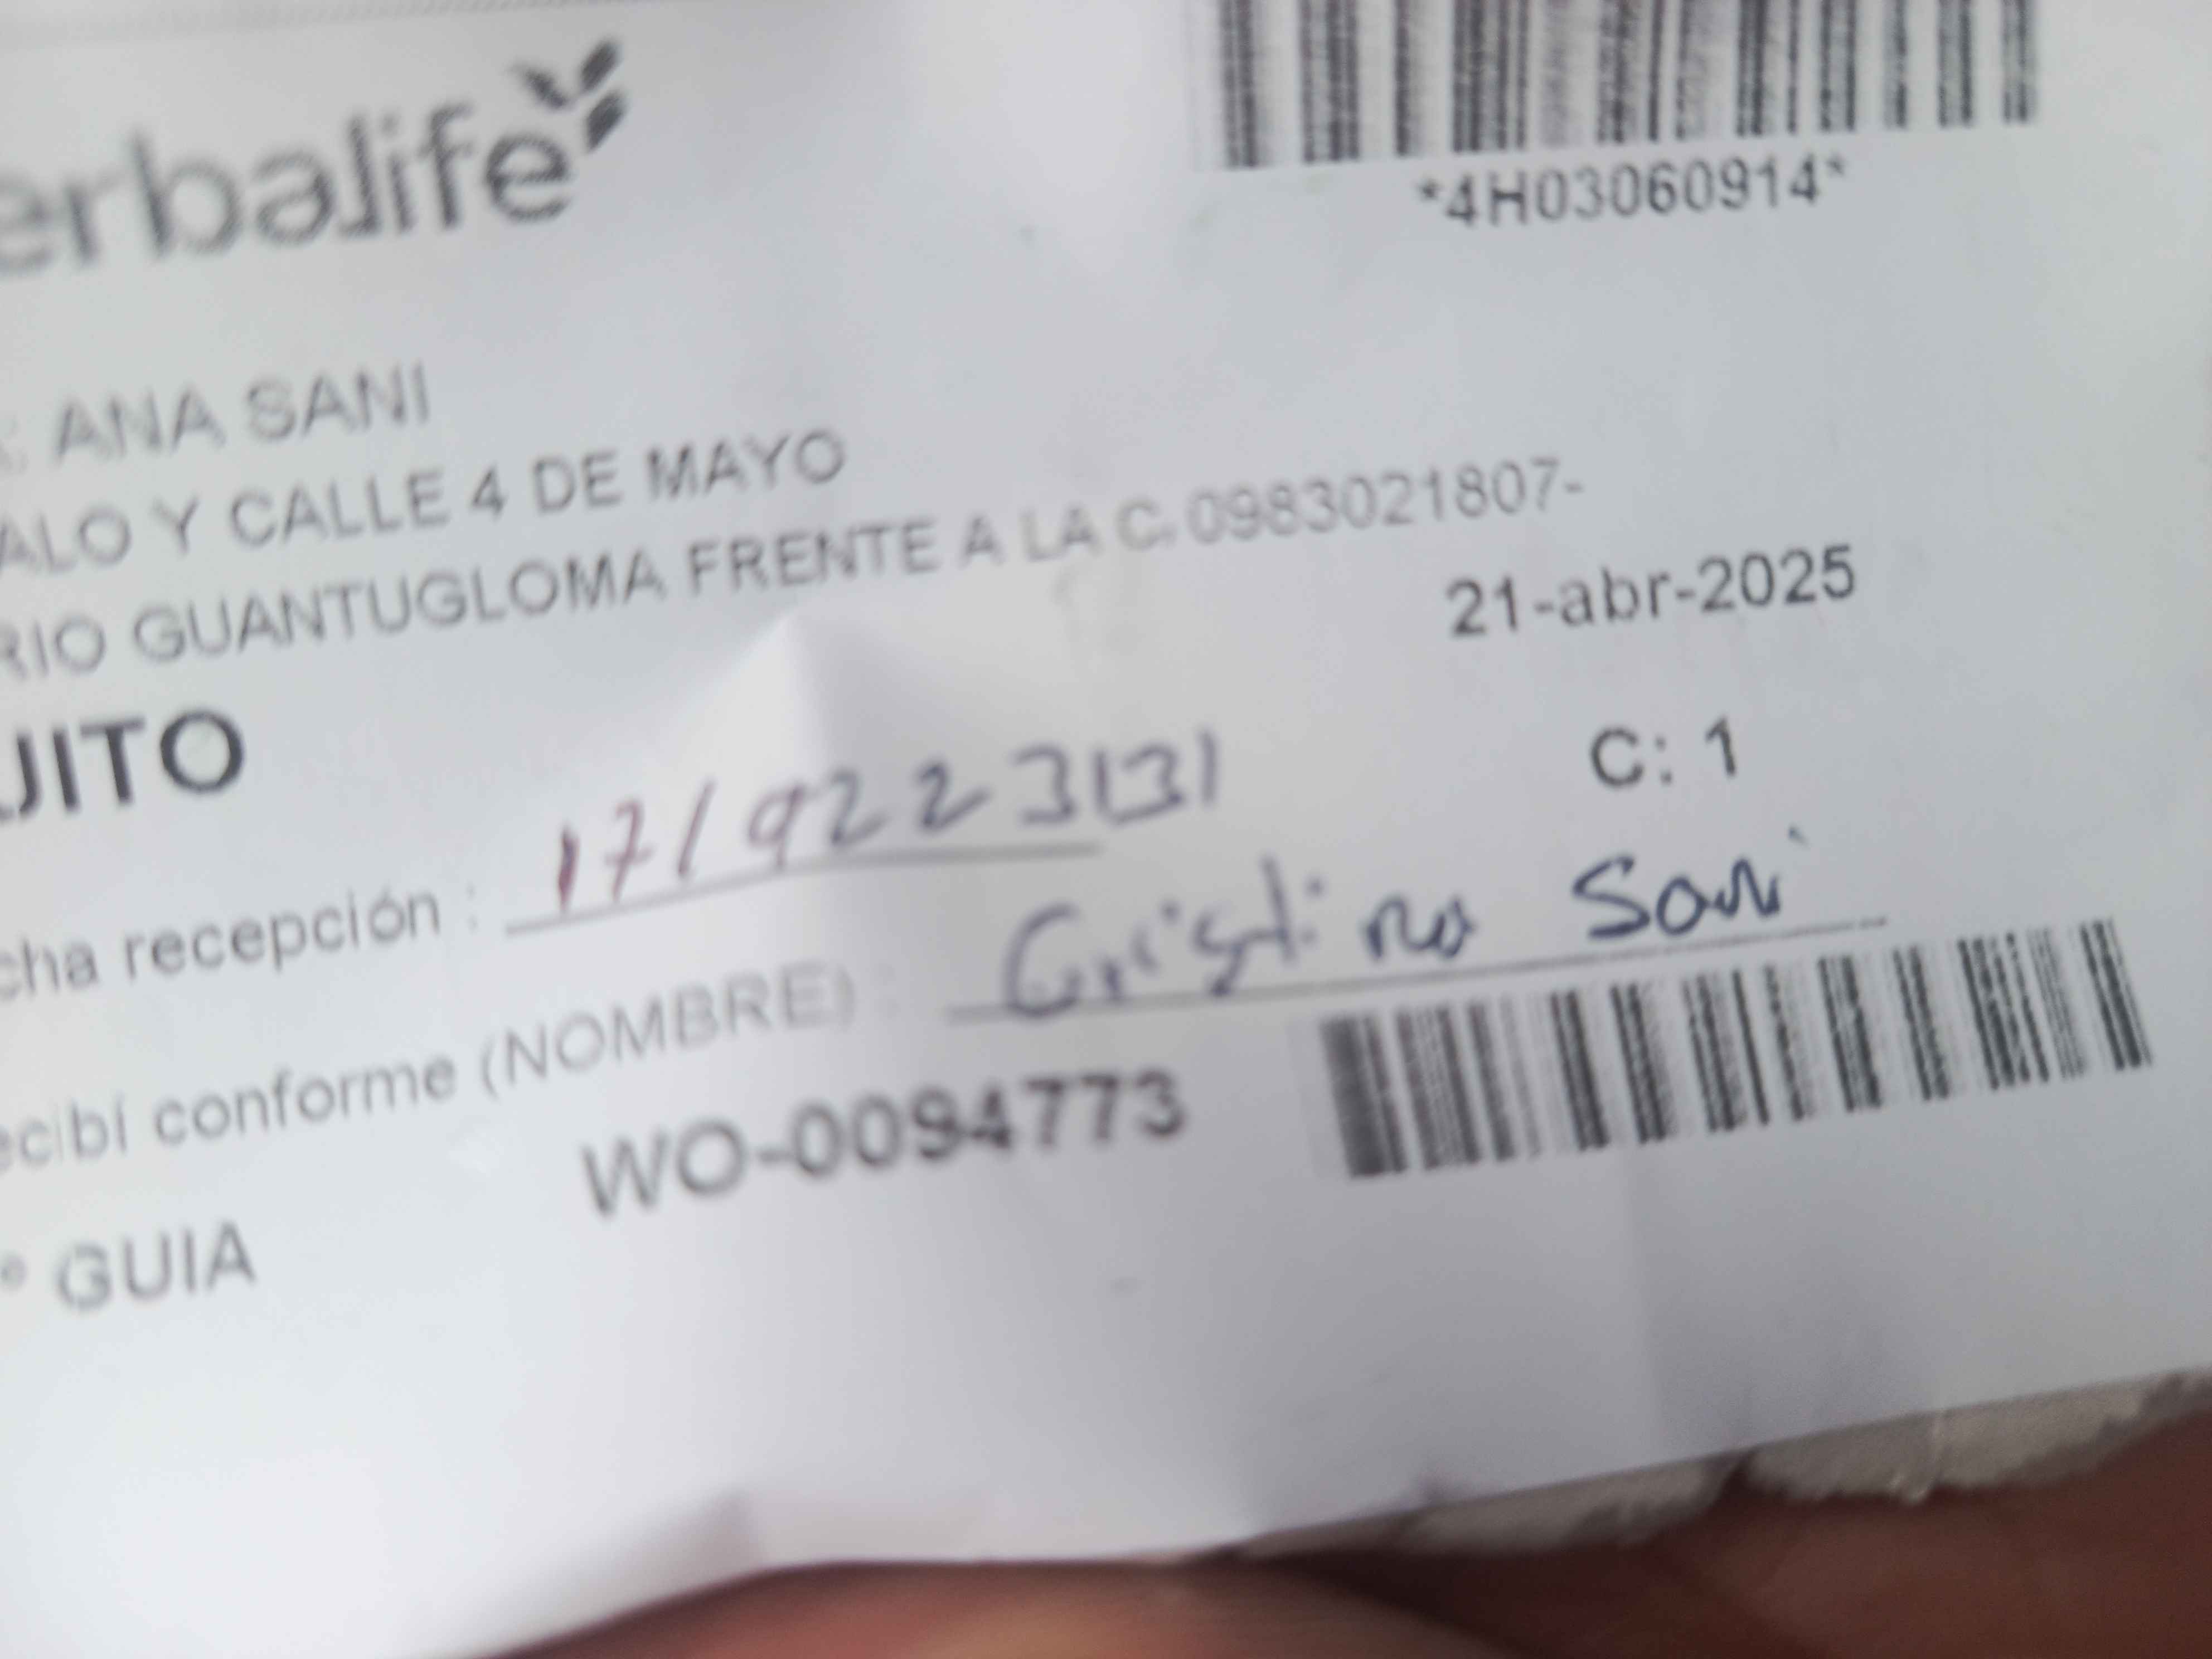 erbalife
*4H03060914*
: ANA SANI
ALO Y CALLE 4 DE MAYO
RIO GUANTUGLOMA FRENTE A LA C. 0983021807-
21-abr-2025
UITO
C: 1
cha recepción : 1719223131
ecibí conforme (NOMBRE) : Cristina Sani
WO-0094773
° GUIA